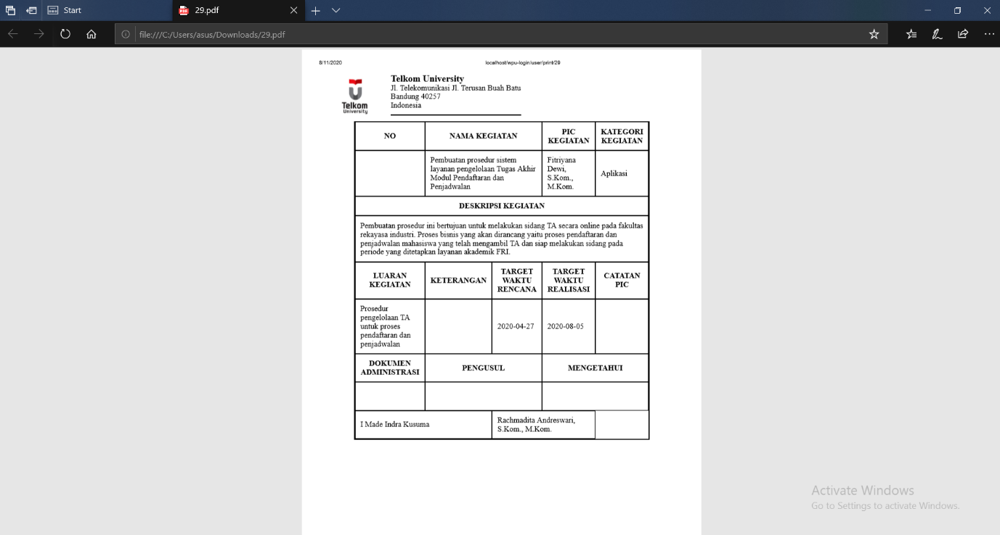 Start
29.pdf
file:///C:/Users/asus/Downloads/29.pdf
8/11/2020
localhost/wpu-login/user/print/29
Telkom
University
Telkom University
Jl. Telekomunikasi Jl. Terusan Buah Batu
Bandung 40257
Indonesia
NO
NAMA KEGIATAN
PIC
KEGIATAN
KATEGORI
KEGIATAN
Pembuatan prosedur sistem
layanan pengelolaan Tugas Akhir
Modul Pendaftaran dan
Penjadwalan
Fitriyana
Dewi,
S.Kom.,
M.Kom.
Aplikasi
DESKRIPSI KEGIATAN
Pembuatan prosedur ini bertujuan untuk melakukan sidang TA secara online pada fakultas
rekayasa industri. Proses bisnis yang akan dirancang yaitu proses pendaftaran dan
penjadwalan mahasiswa yang telah mengambil TA dan siap melakukan sidang pada
periode yang ditetapkan layanan akademik FRI.
LUARAN
KEGIATAN
KETERANGAN
TARGET
WAKTU
RENCANA
TARGET
WAKTU
REALISASI
CATATAN
PIC
Prosedur
pengelolaan TA
untuk proses
pendaftaran dan
penjadwalan
2020-04-27
2020-08-05
DOKUMEN
ADMINISTRASI
PENGUSUL
MENGETAHUI
I Made Indra Kusuma
Rachmadita Andreswari,
S.Kom., M.Kom.
Activate Windows
Go to Settings to activate Windows.